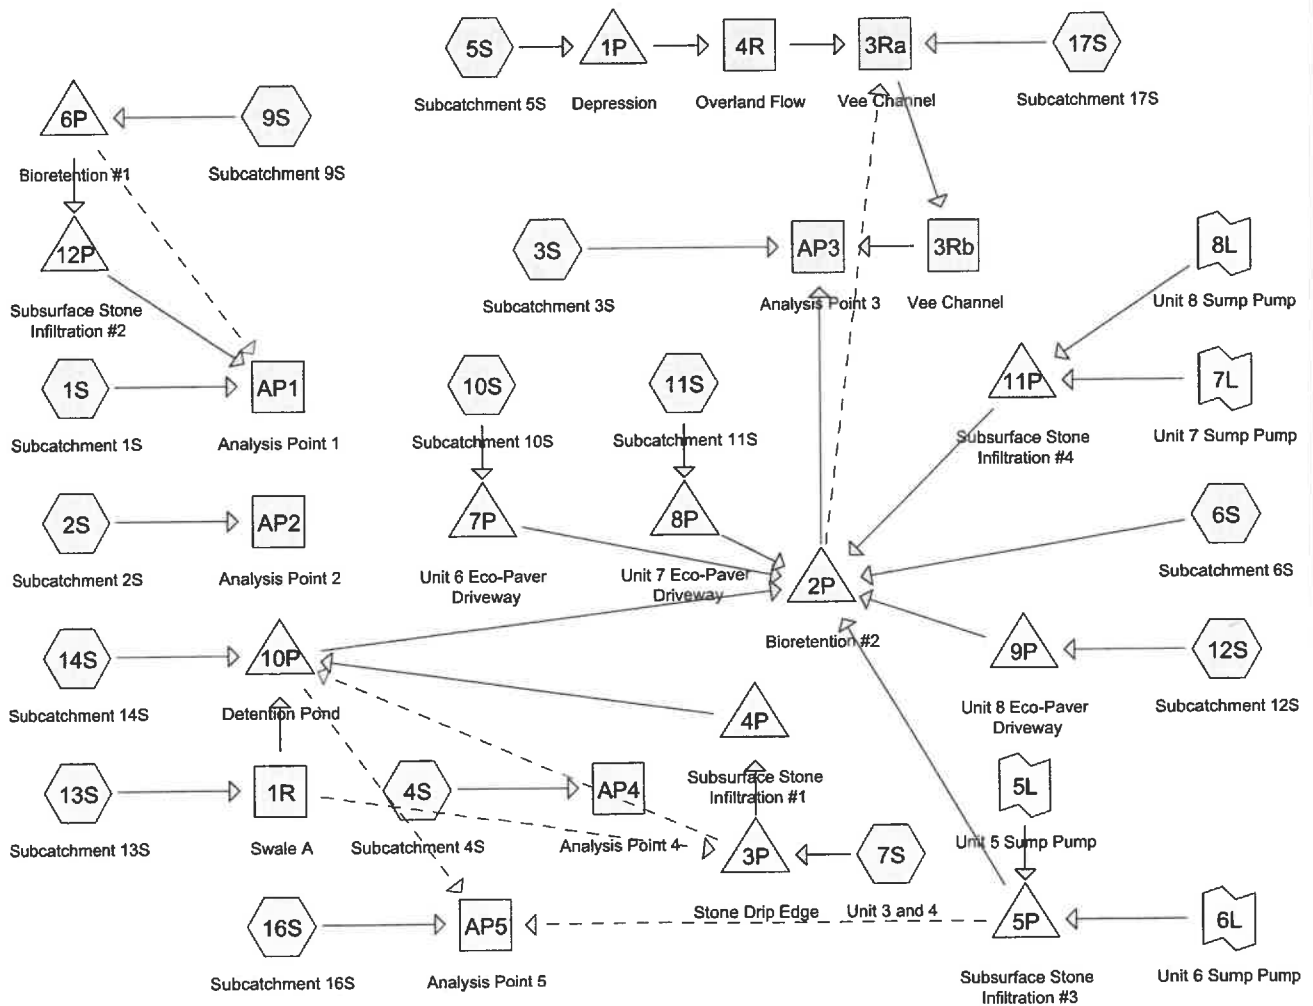 5S
1P
4R
3Ra
17S
Subcatchment 5S
Depression
Overland Flow
Vee Channel
Subcatchment 17S
6P
9S
Bioretention #1
Subcatchment 9S
12P
3S
AP3
3Rb
8L
Subsurface Stone
Infiltration #2
Subcatchment 3S
Analysis Point 3
Vee Channel
Unit 8 Sump Pump
1S
AP1
10S
11S
11P
7L
Subcatchment 1S
Analysis Point 1
Subcatchment 10S
Subcatchment 11S
Subsurface Stone
Infiltration #4
Unit 7 Sump Pump
2S
AP2
7P
8P
6S
Subcatchment 2S
Analysis Point 2
Unit 6 Eco-Paver
Driveway
Unit 7 Eco-Paver
Driveway
2P
Subcatchment 6S
Bioretention #2
14S
10P
9P
12S
Subcatchment 14S
Detention Pond
4P
Unit 8 Eco-Paver
Driveway
Subcatchment 12S
13S
1R
4S
AP4
Subsurface Stone
Infiltration #1
5L
Subcatchment 13S
Swale A
Subcatchment 4S
Analysis Point 4
3P
7S
Unit 5 Sump Pump
16S
AP5
Stone Drip Edge
Unit 3 and 4
5P
6L
Subcatchment 16S
Analysis Point 5
Subsurface Stone
Infiltration #3
Unit 6 Sump Pump